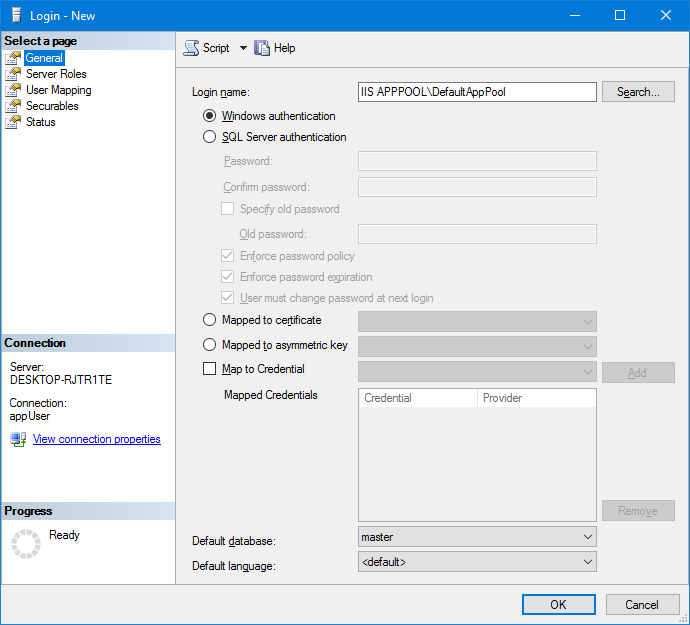 Login - New
Select a page
General
Server Roles
User Mapping
Securables
Status
Connection
Server:
DESKTOP-RJTR1TE
Connection:
appUser
View connection properties
Progress
Ready
Script
Help
Login name:
IIS APPPOOL\DefaultAppPool
Search...
Windows authentication
SQL Server authentication
Password:
Confirm password:
Specify old password
Old password:
Enforce password policy
Enforce password expiration
User must change password at next login
Mapped to certificate
Mapped to asymmetric key
Map to Credential
Add
Mapped Credentials
Credential Provider
Remove
Default database:
master
Default language:
<default>
OK
Cancel